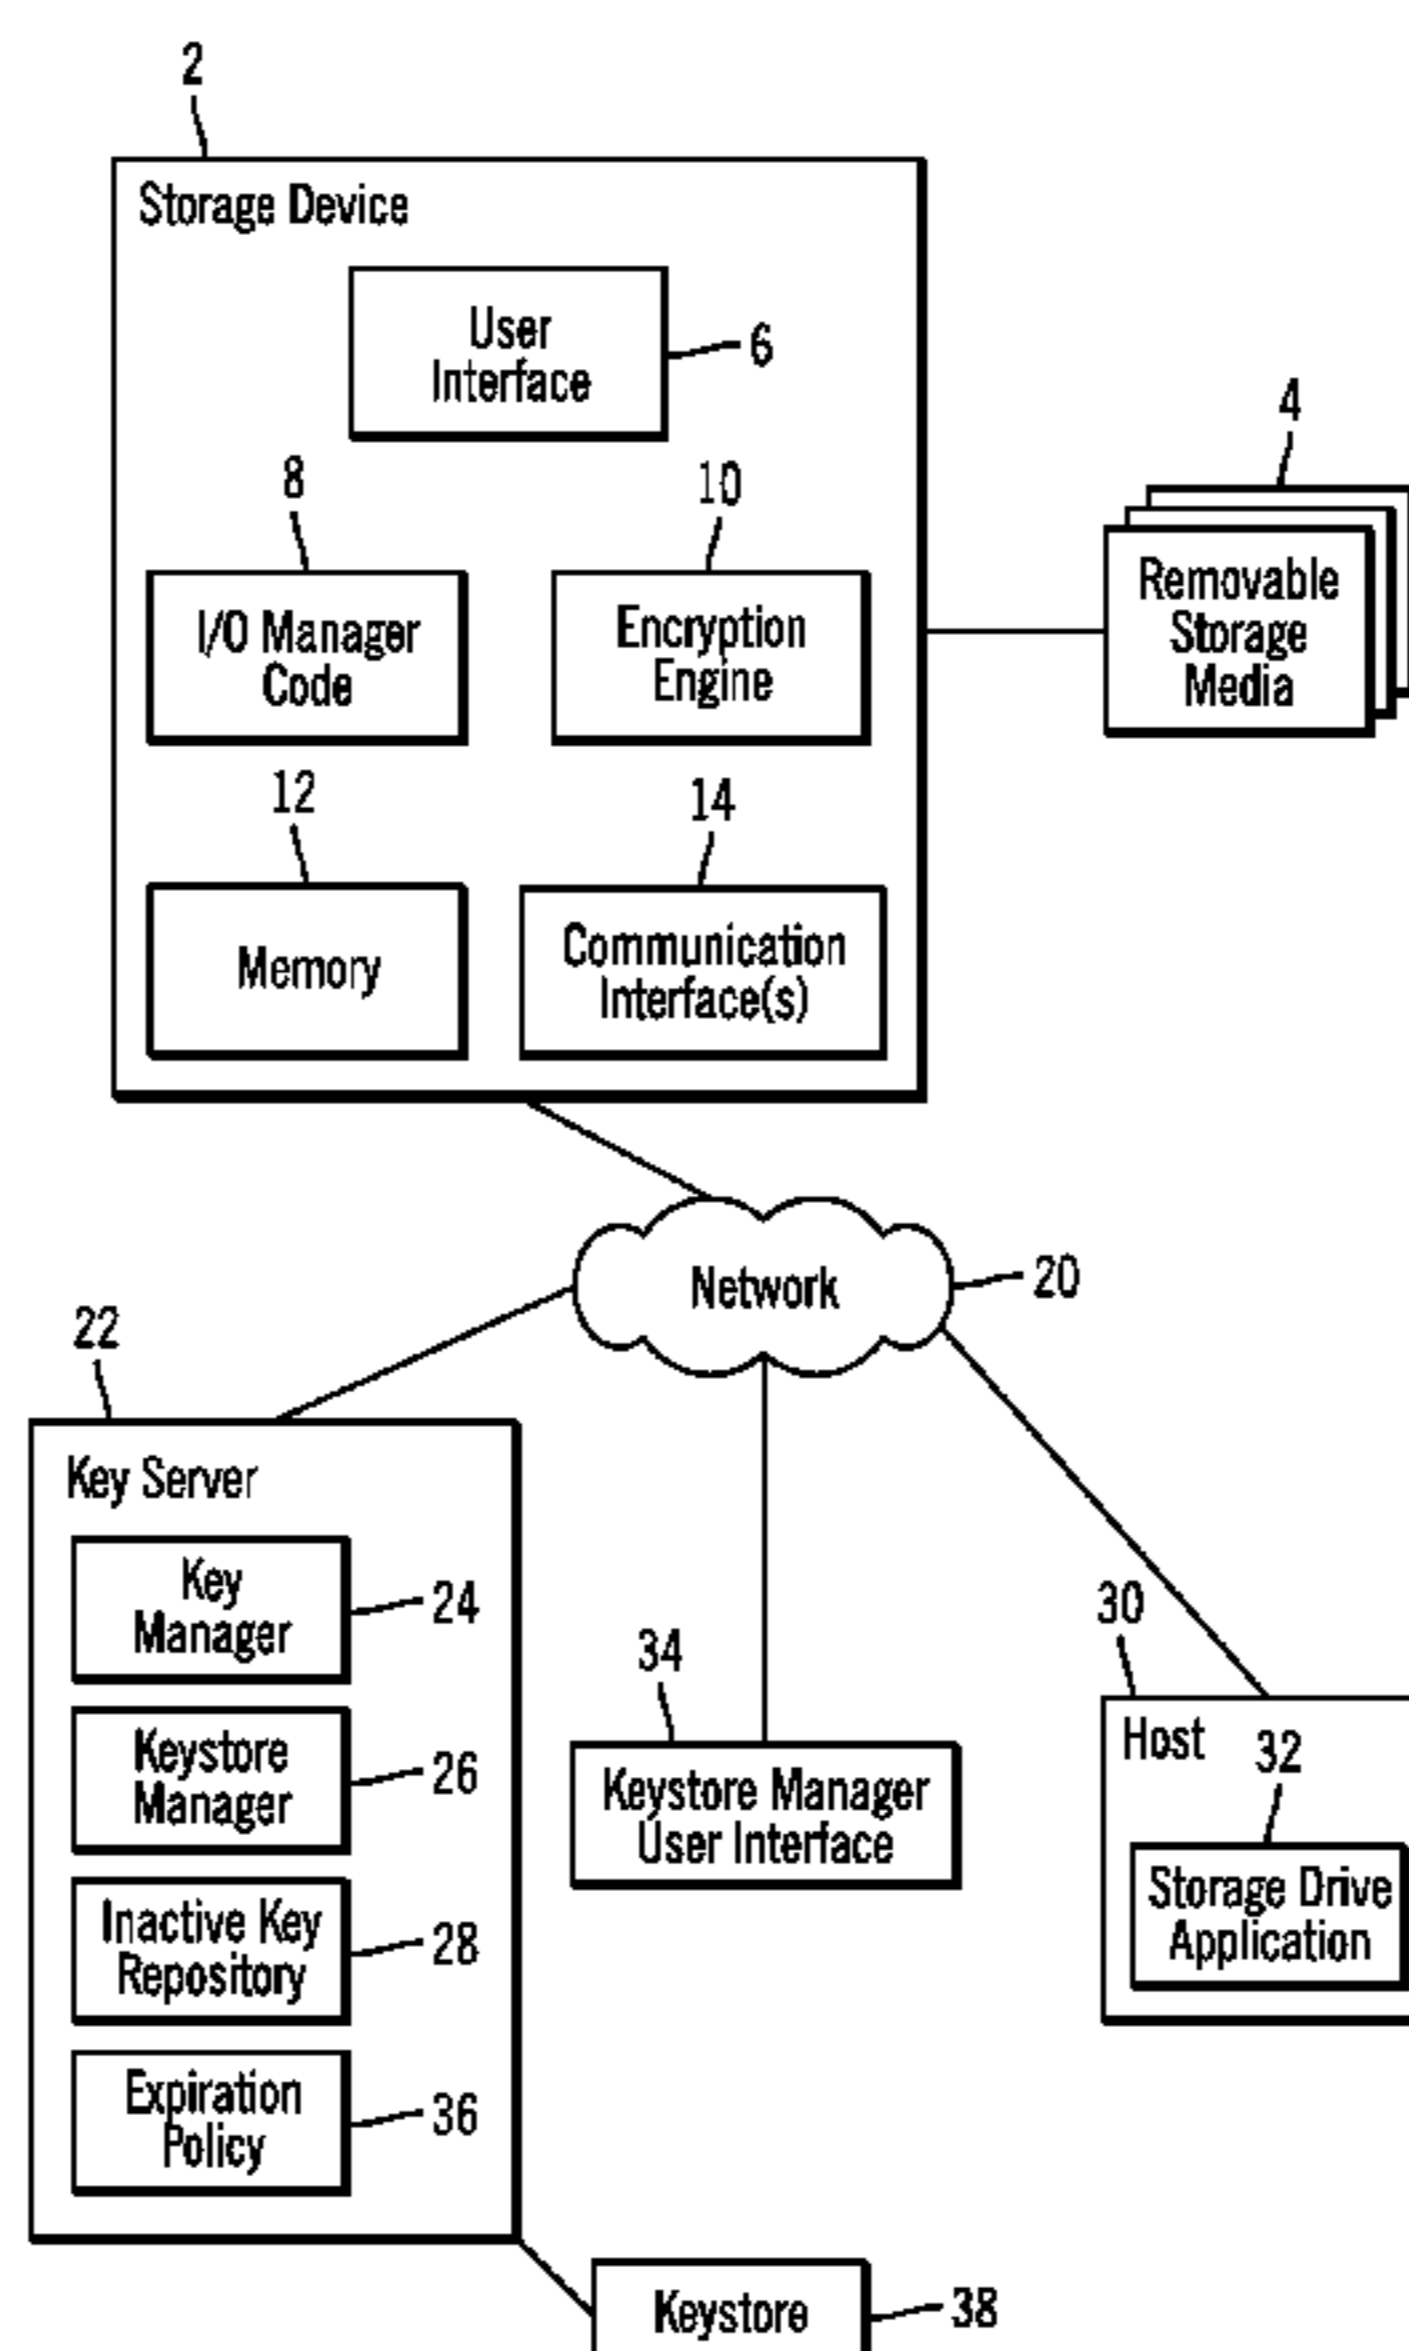 2
Storage Device
User
Interface
6
4
8
10
I/O Manager
Code
Encryption
Engine
Removable
Storage
Media
12
14
Memory
Communication
Interface(s)
Network
20
22
Key Server
Key
Manager
24
Keystore
Manager
26
Inactive Key
Repository
28
Expiration
Policy
36
34
Keystore Manager
User Interface
30
Host
32
Storage Drive
Application
Keystore
38